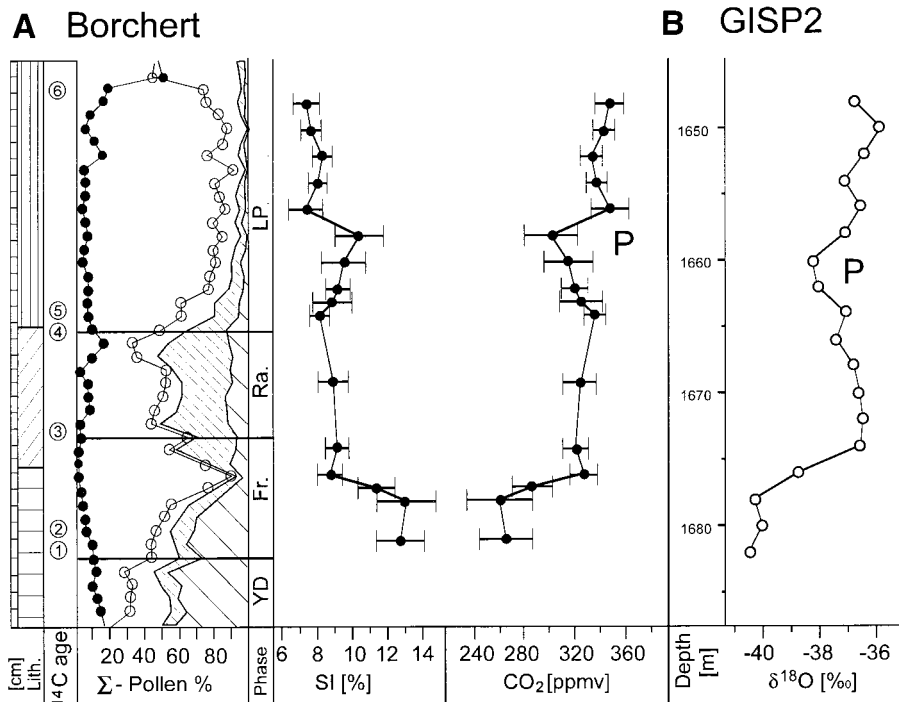 A Borchert
B GISP2
⑥
⑤
④
③
②
①
LP
Ra.
Fr.
YD
P
P
1650
1660
1670
1680
[cm]
Lith.
14C age
20 40 60 80
Σ- Pollen %
Phase
6 8 10 12 14
SI [%]
280 320 360
CO2 [ppmv]
Depth
[m]
-40 -38 -36
δ18O [‰]